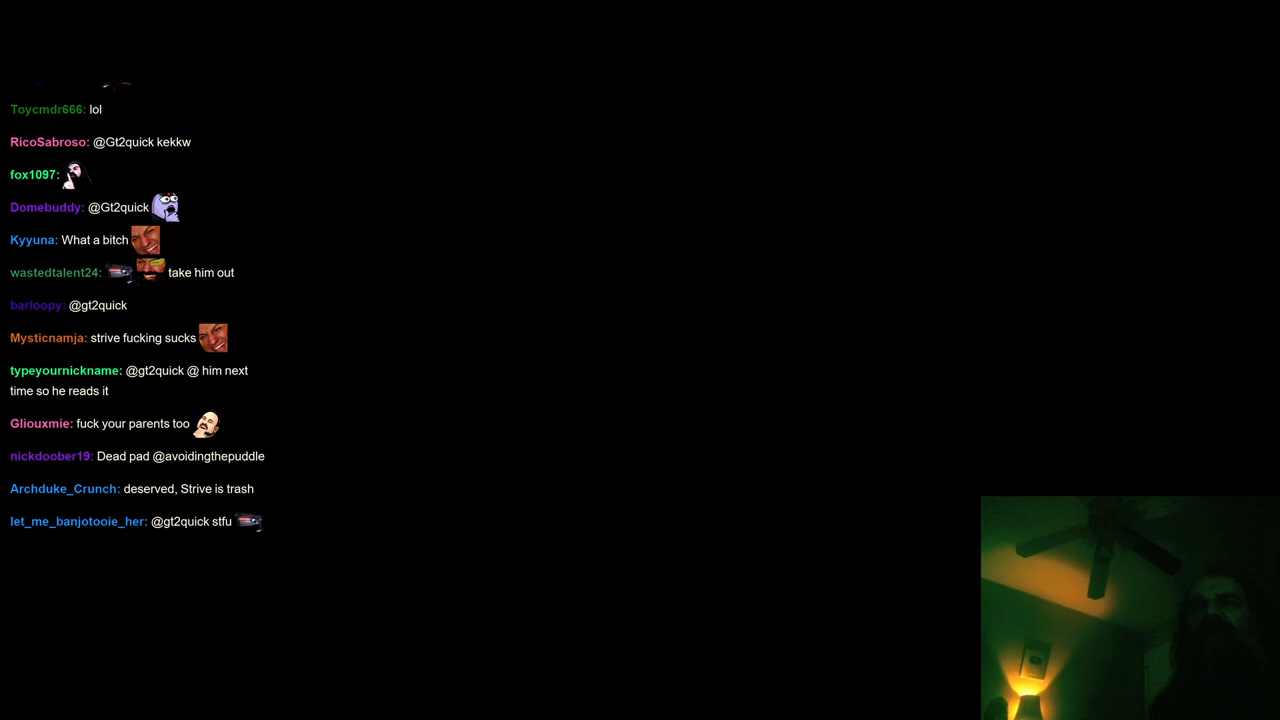 Toycmdr666: lol
RicoSabroso: @Gt2quick kekkw
fox1097:
Domebuddy: @Gt2quick
Kyyuna: What a bitch
wastedtalent24: take him out
barloopy: @gt2quick
Mysticnamja: strive fucking sucks
typeyournickname: @gt2quick @ him next
time so he reads it
Gliouxmie: fuck your parents too
nickdoober19: Dead pad @avoidingthepuddle
Archduke_Crunch: deserved, Strive is trash
let_me_banjotooie_her: @gt2quick stfu